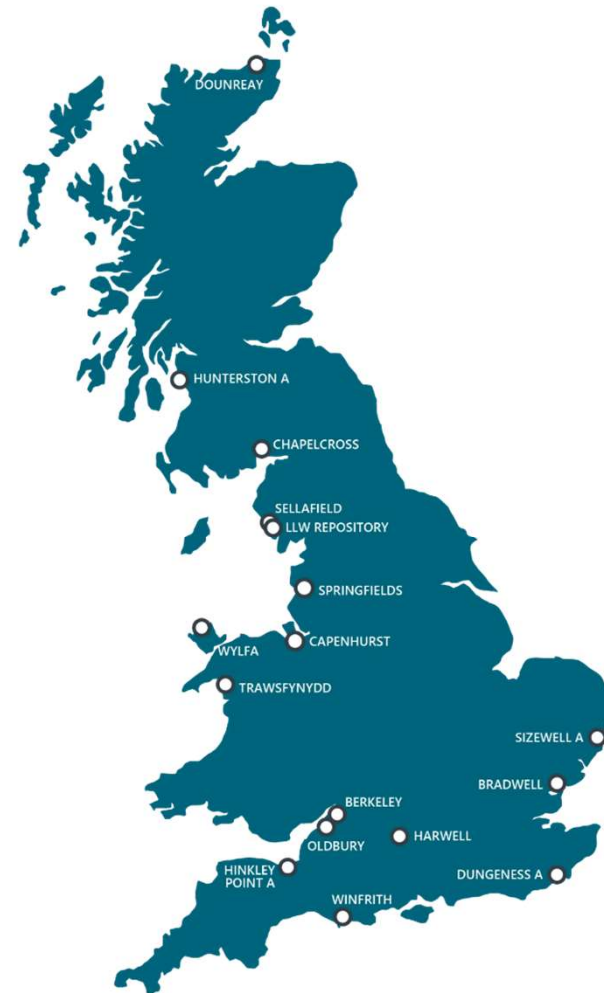 DOUNREAY
HUNTERSTON A
CHAPELCROSS
SELLAFIELD
LLW REPOSITORY
SPRINGFIELDS
CAPENHURST
WYLFA
TRAWSFYNYDD
SIZEWELL A
BRADWELL
BERKELEY
OLDBURY
HARWELL
HINKLEY
POINT A
DUNGENESS A
WINFRITH